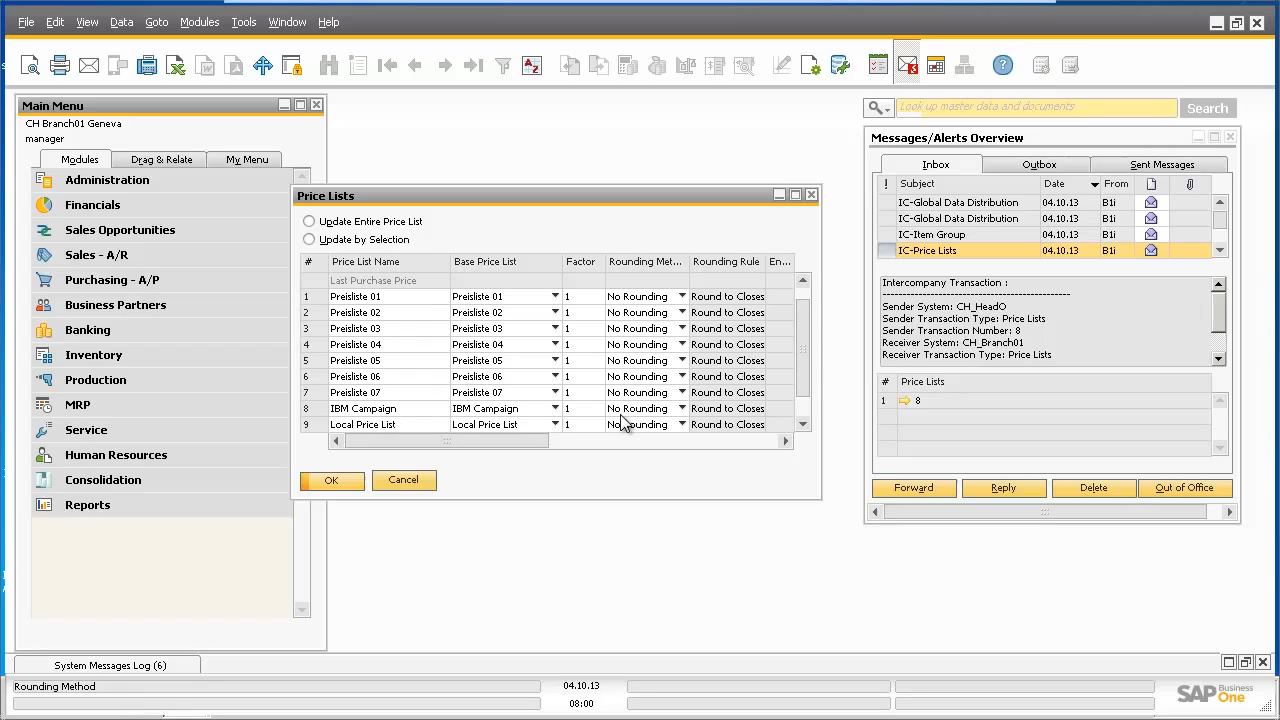 File Edit View Data Goto Modules Tools Window Help
Main Menu
CH Branch01 Geneva
manager
Modules Drag & Relate My Menu
Administration
Financials
Sales Opportunities
Sales - A/R
Purchasing - A/P
Business Partners
Banking
Inventory
Production
MRP
Service
Human Resources
Consolidation
Reports
Price Lists
Update Entire Price List
Update by Selection
# Price List Name Base Price List Factor Rounding Met... Rounding Rule En...
Last Purchase Price
1 Preisliste 01 Preisliste 01 1 No Rounding Round to Closes
2 Preisliste 02 Preisliste 02 1 No Rounding Round to Closes
3 Preisliste 03 Preisliste 03 1 No Rounding Round to Closes
4 Preisliste 04 Preisliste 04 1 No Rounding Round to Closes
5 Preisliste 05 Preisliste 05 1 No Rounding Round to Closes
6 Preisliste 06 Preisliste 06 1 No Rounding Round to Closes
7 Preisliste 07 Preisliste 07 1 No Rounding Round to Closes
8 IBM Campaign IBM Campaign 1 No Rounding Round to Closes
9 Local Price List Local Price List 1 No Rounding Round to Closes
OK Cancel
Look up master data and documents Search
Messages/Alerts Overview
Inbox Outbox Sent Messages
! Subject Date From
IC-Global Data Distribution 04.10.13 B1i
IC-Global Data Distribution 04.10.13 B1i
IC-Item Group 04.10.13 B1i
IC-Price Lists 04.10.13 B1i
Intercompany Transaction :
---------------------------------------------
Sender System: CH_HeadO
Sender Transaction Type: Price Lists
Sender Transaction Number: 8
Receiver System: CH_Branch01
Receiver Transaction Type: Price Lists
# Price Lists
1 8
Forward Reply Delete Out of Office
System Messages Log (6)
Rounding Method 04.10.13
08:00
SAP Business One